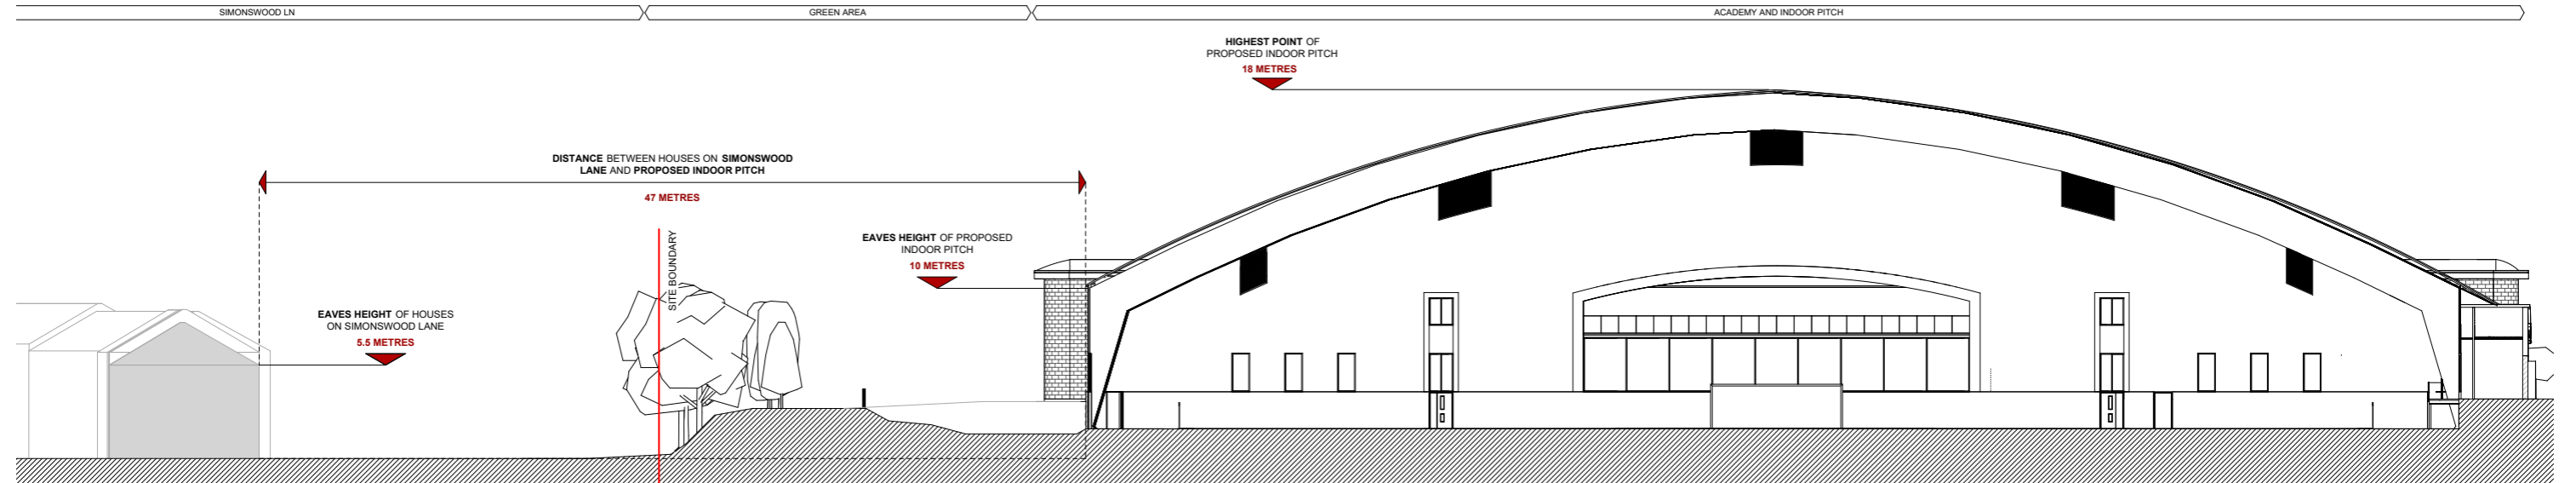 SIMONSWOOD LN
GREEN AREA
ACADEMY AND INDOOR PITCH
HIGHEST POINT OF
PROPOSED INDOOR PITCH
18 METRES
DISTANCE BETWEEN HOUSES ON SIMONSWOOD
LANE AND PROPOSED INDOOR PITCH
47 METRES
SITE BOUNDARY
EAVES HEIGHT OF PROPOSED
INDOOR PITCH
10 METRES
EAVES HEIGHT OF HOUSES
ON SIMONSWOOD LANE
5.5 METRES